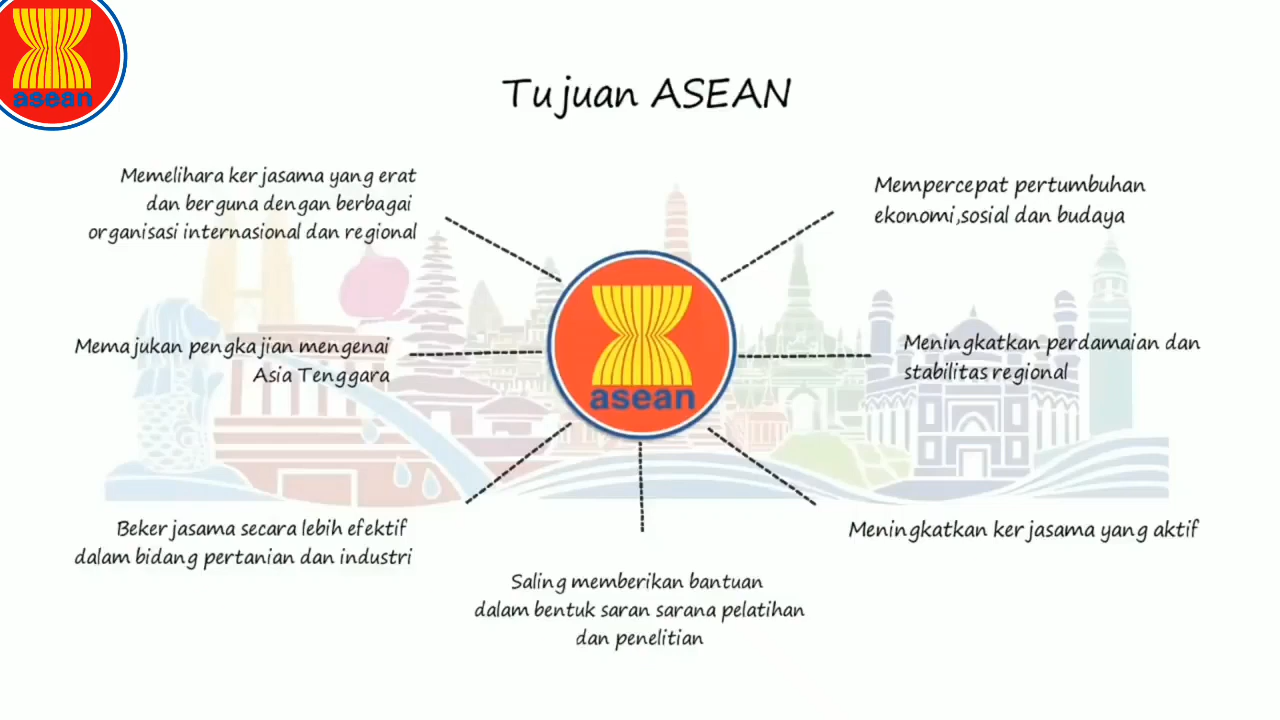 asean
Tujuan ASEAN
Memelihara kerjasama yang erat
dan berguna dengan berbagai
organisasi internasional dan regional
Mempercepat pertumbuhan
ekonomi,sosial dan budaya
asean
Memajukan pengkajian mengenai
Asia Tenggara
Meningkatkan perdamaian dan
stabilitas regional
Bekerjasama secara lebih efektif
dalam bidang pertanian dan industri
Meningkatkan kerjasama yang aktif
Saling memberikan bantuan
dalam bentuk saran sarana pelatihan
dan penelitian